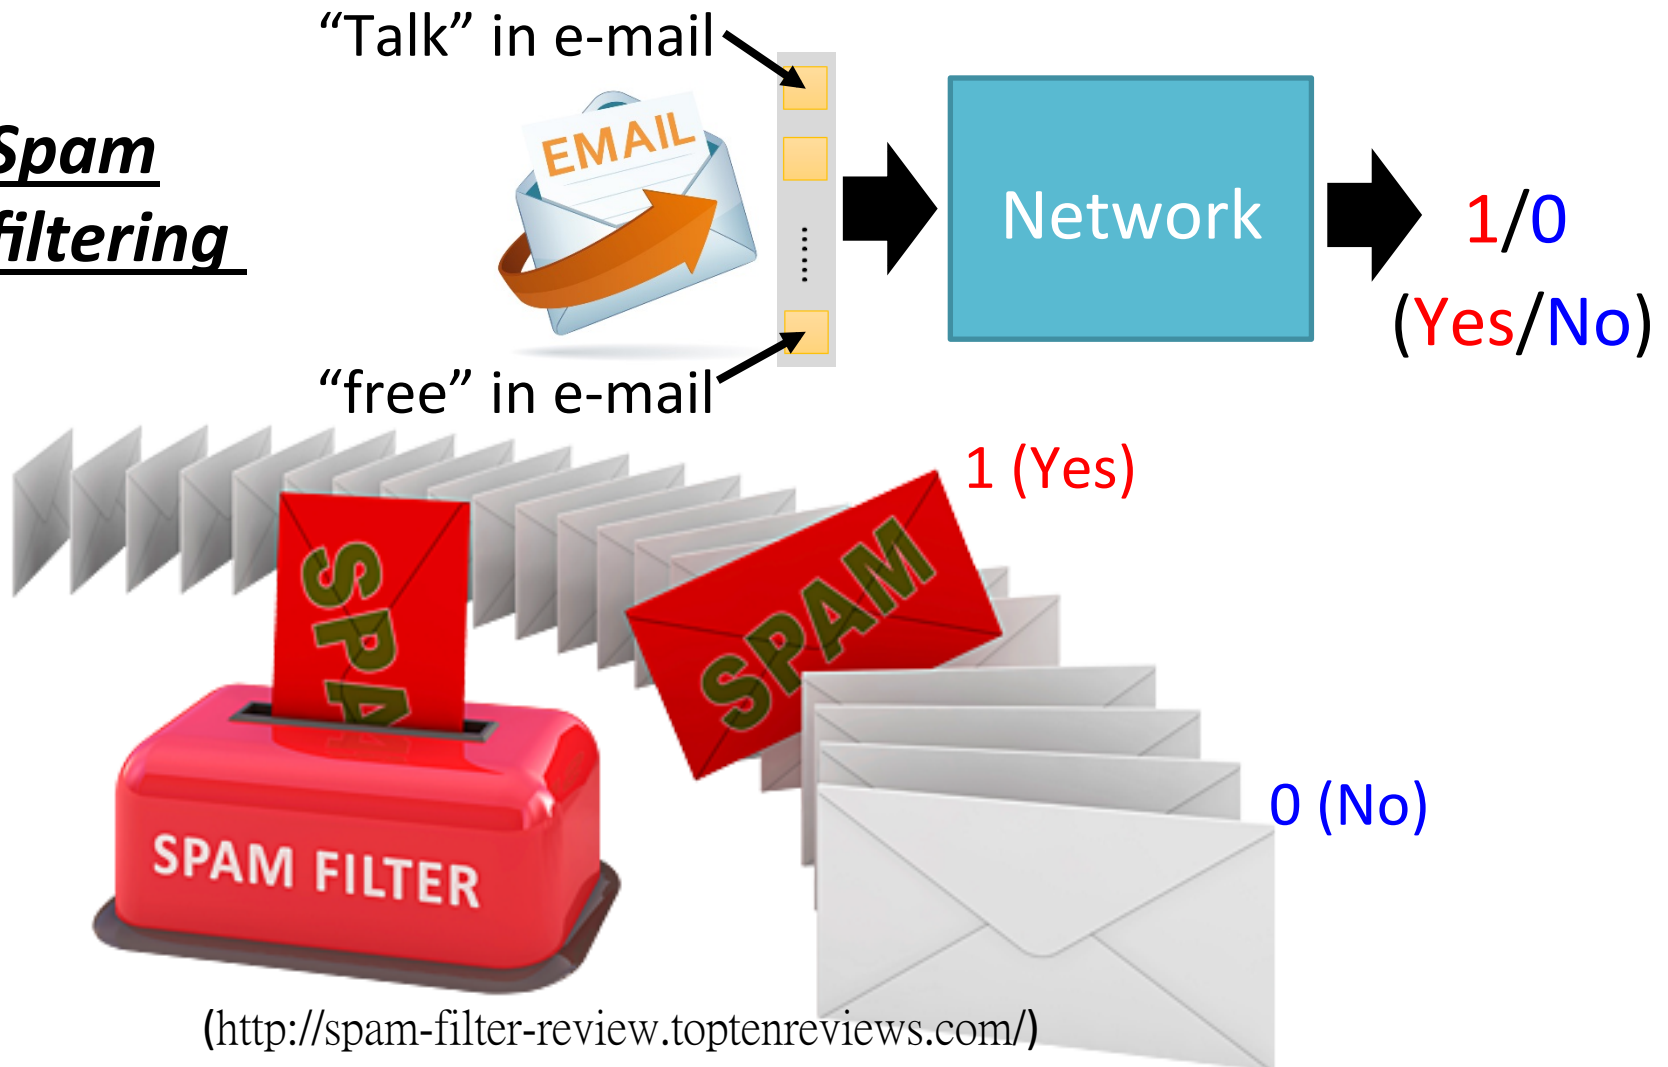 “Talk” in e-mail
Spam
filtering
EMAIL
Network
1/0
(Yes/No)
“free” in e-mail
1 (Yes)
SPA
SPAM
0 (No)
SPAM FILTER
(http://spam-filter-review.toptenreviews.com/)